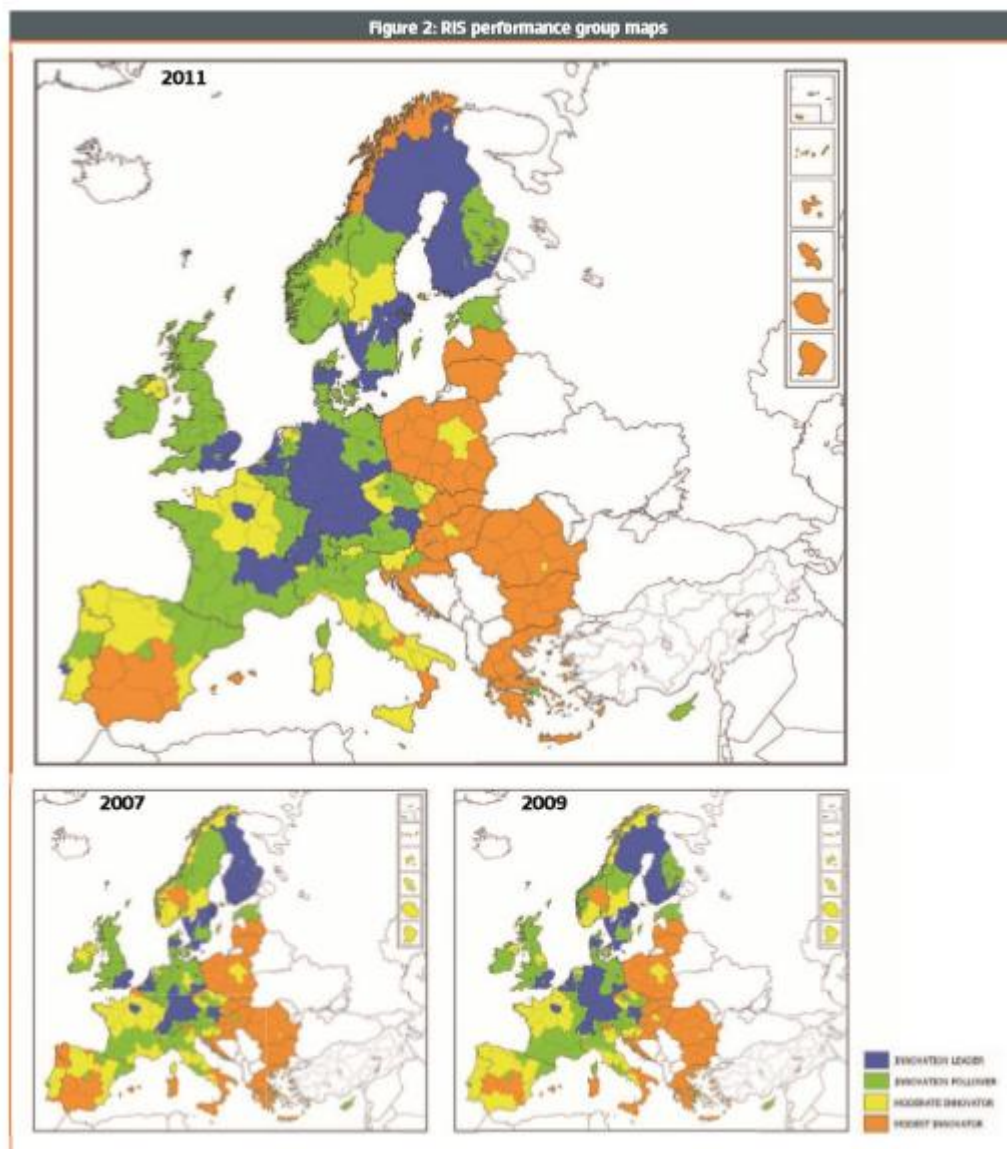 Figure 2: RIS performance group maps
2011
2007
2009
INNOVATION LEADER
INNOVATION FOLLOWER
MODERATE INNOVATOR
MODEST INNOVATOR